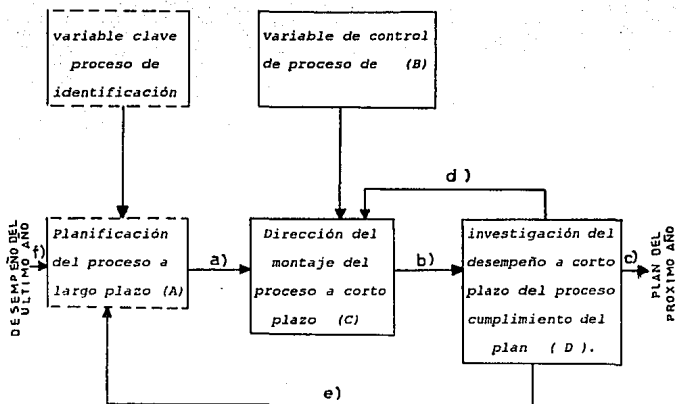 variable clave
proceso de
identificación
variable de control
de proceso de (B)
d)
DESEMPEÑO DEL
ULTIMO AÑO
f)
Planificación
del proceso a
largo plazo (A)
a)
Dirección del
montaje del
proceso a corto
plazo (C)
b)
investigación del
desempeño a corto
plazo del proceso
cumplimiento del
plan ( D ).
c)
PLAN DEL
PROXIMO AÑO
e)